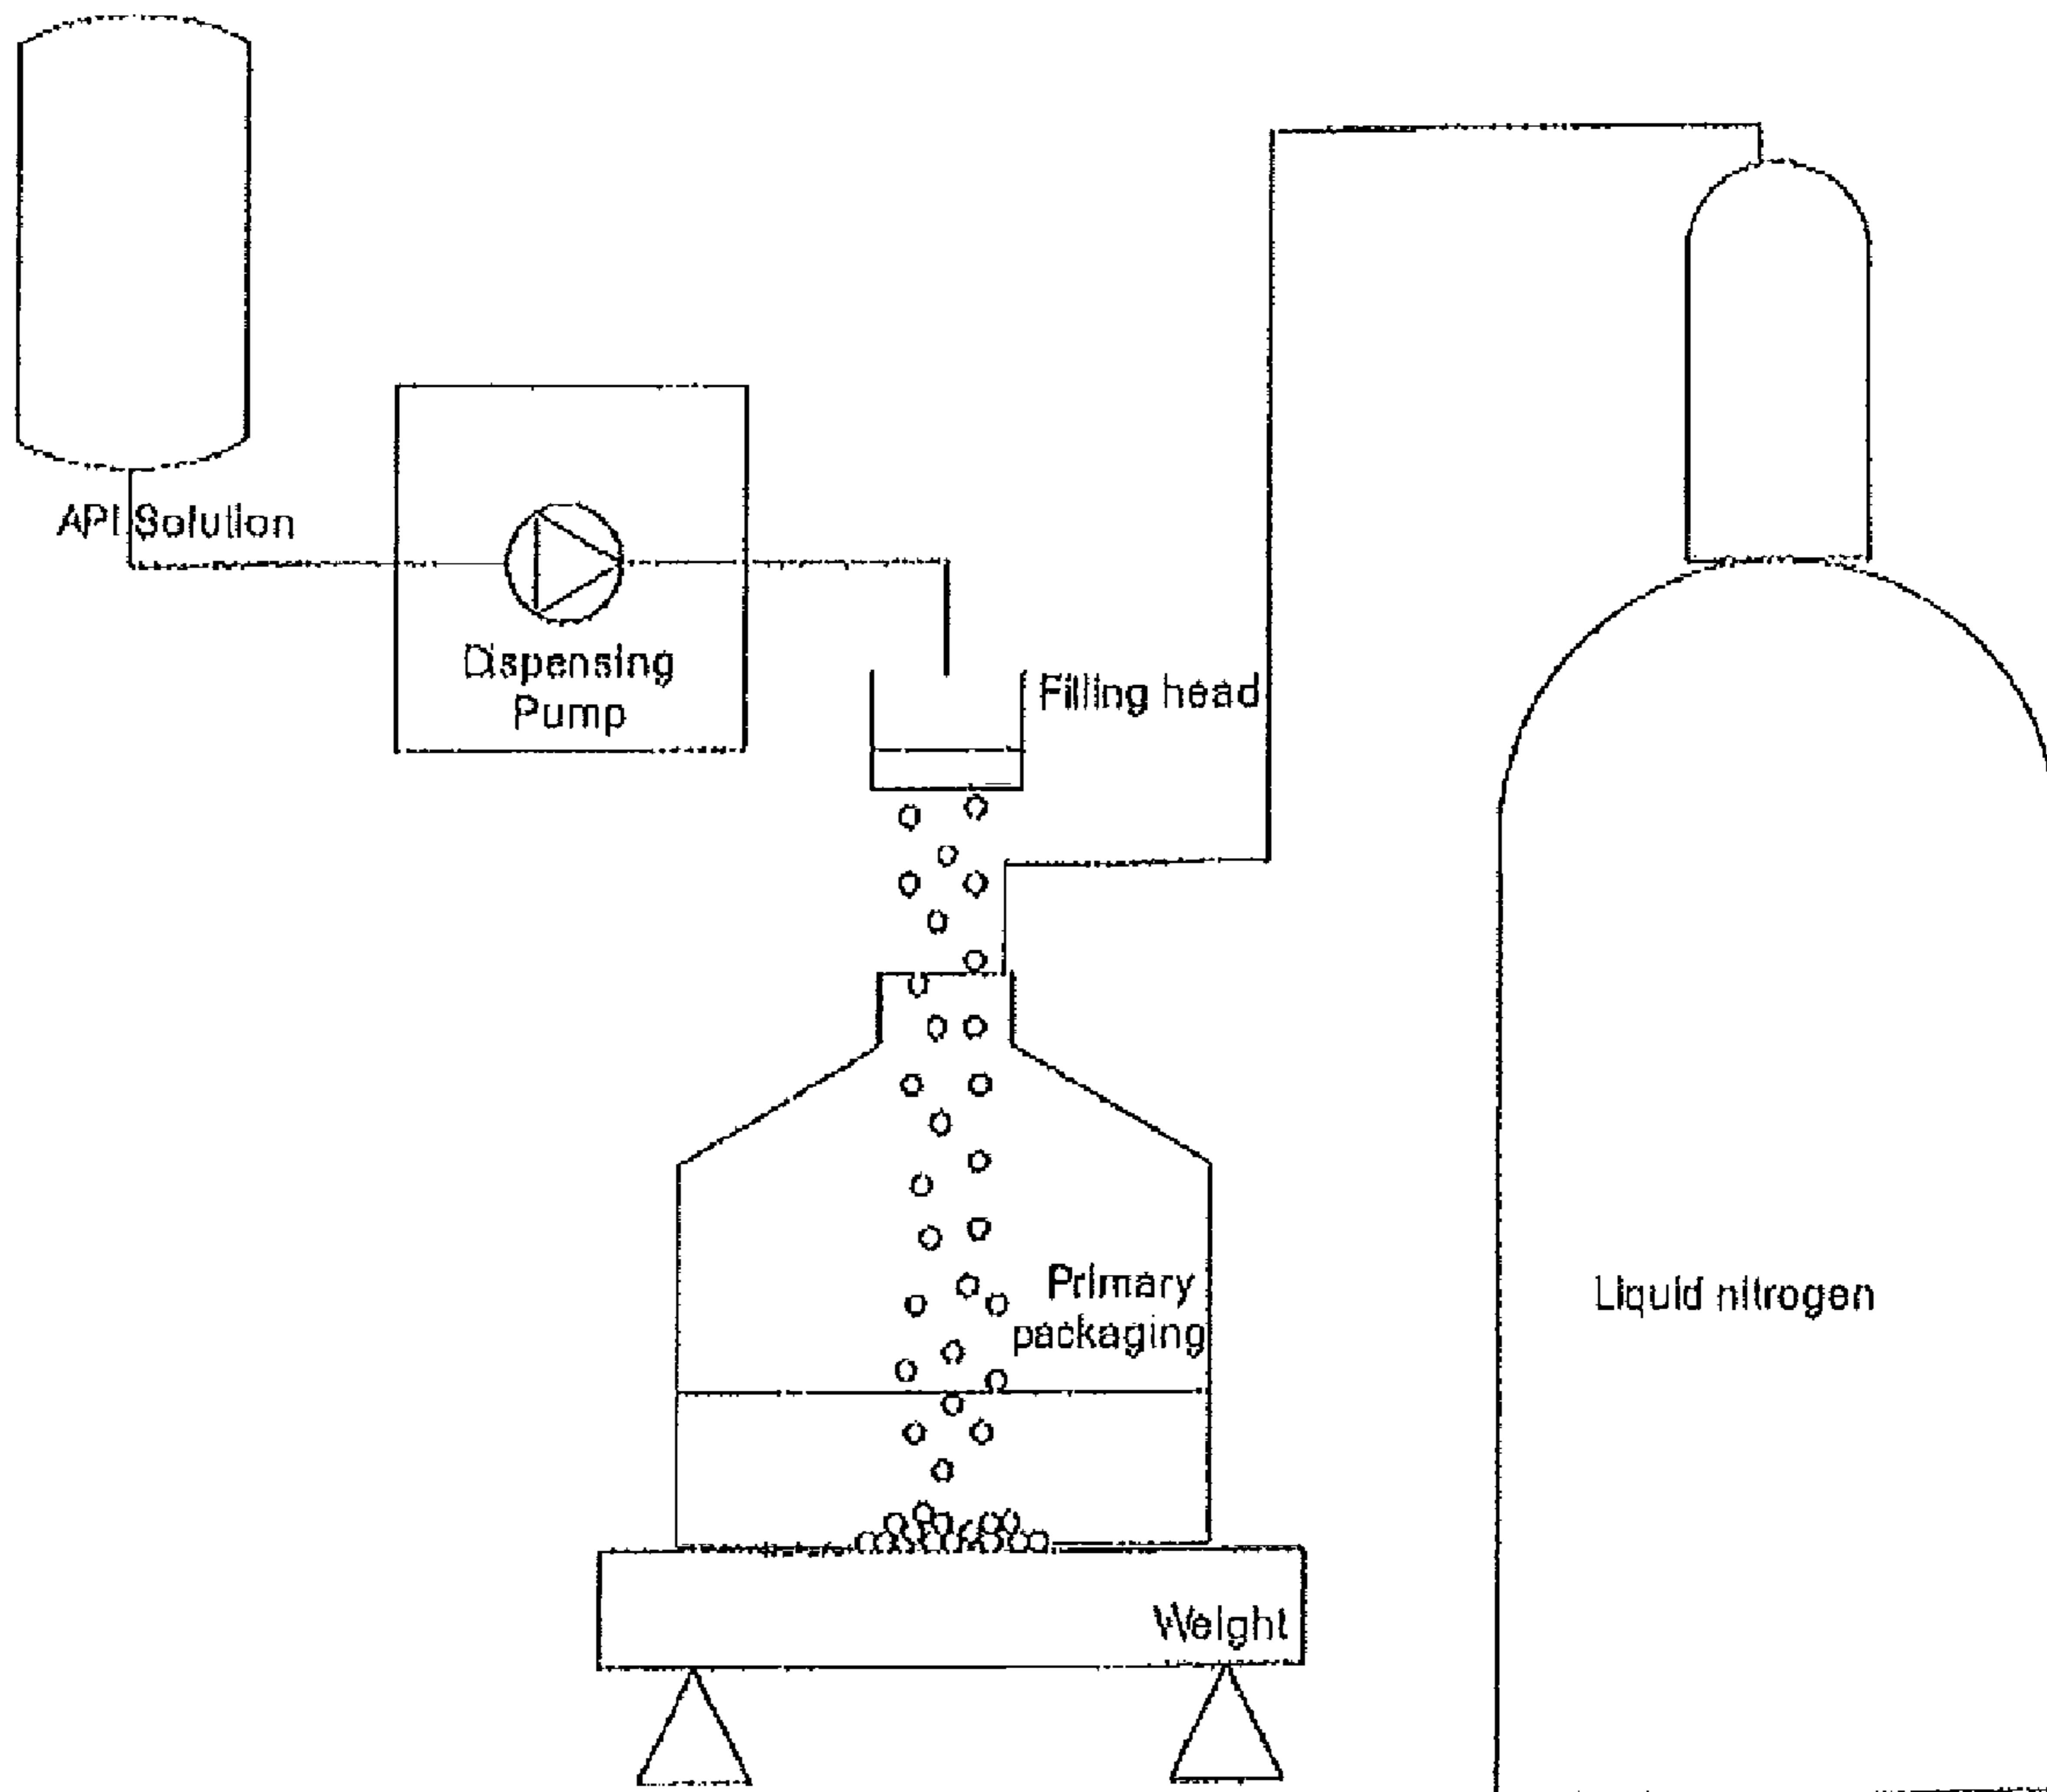 API Solution
Dispensing
Pump
Filling head
Primary
packaging
Liquid nitrogen
Weight